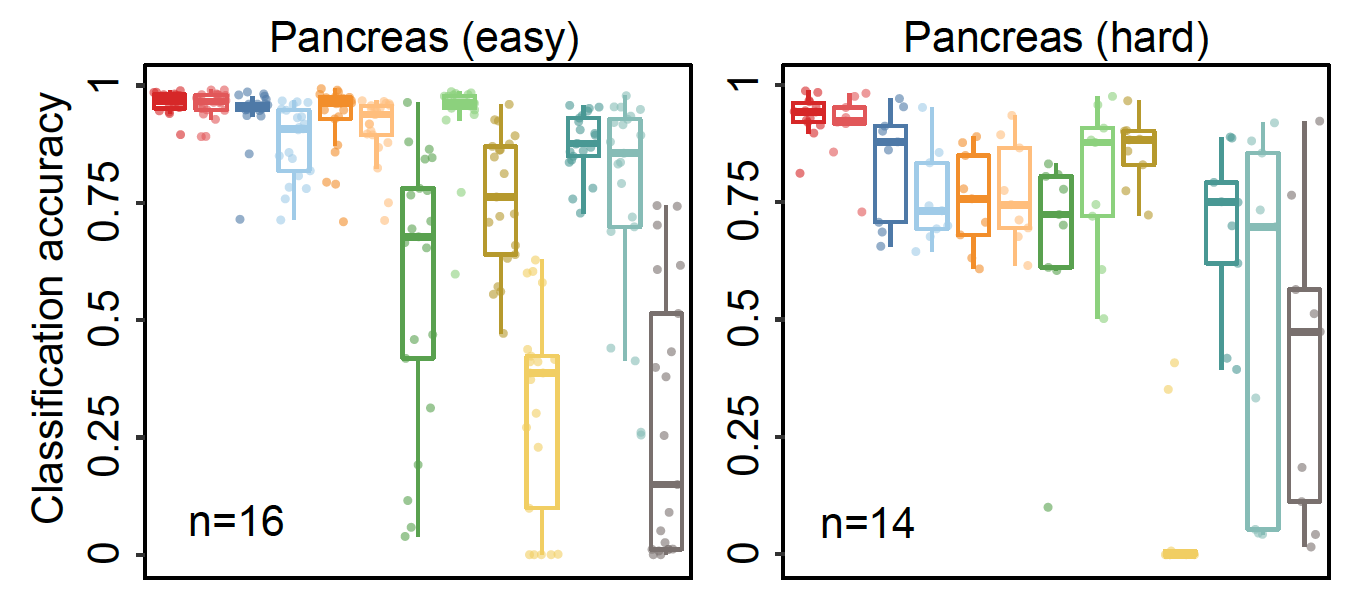 Pancreas (easy)
Pancreas (hard)
Classification accuracy
1
0.75
0.5
0.25
0
n=16
1
0.75
0.5
0.25
0
n=14